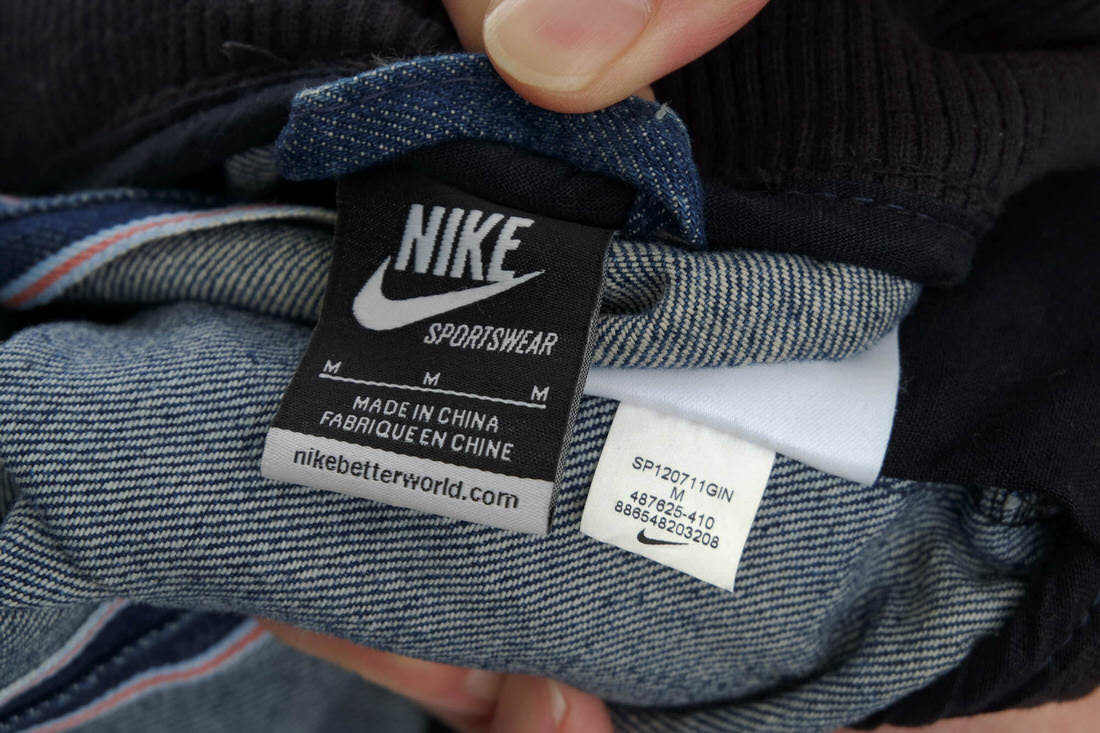 NIKE
SPORTSWEAR
M M M
MADE IN CHINA
FABRIQUE EN CHINE
nikebetterworld.com
SP120711GIN
M
487625-410
886548203208